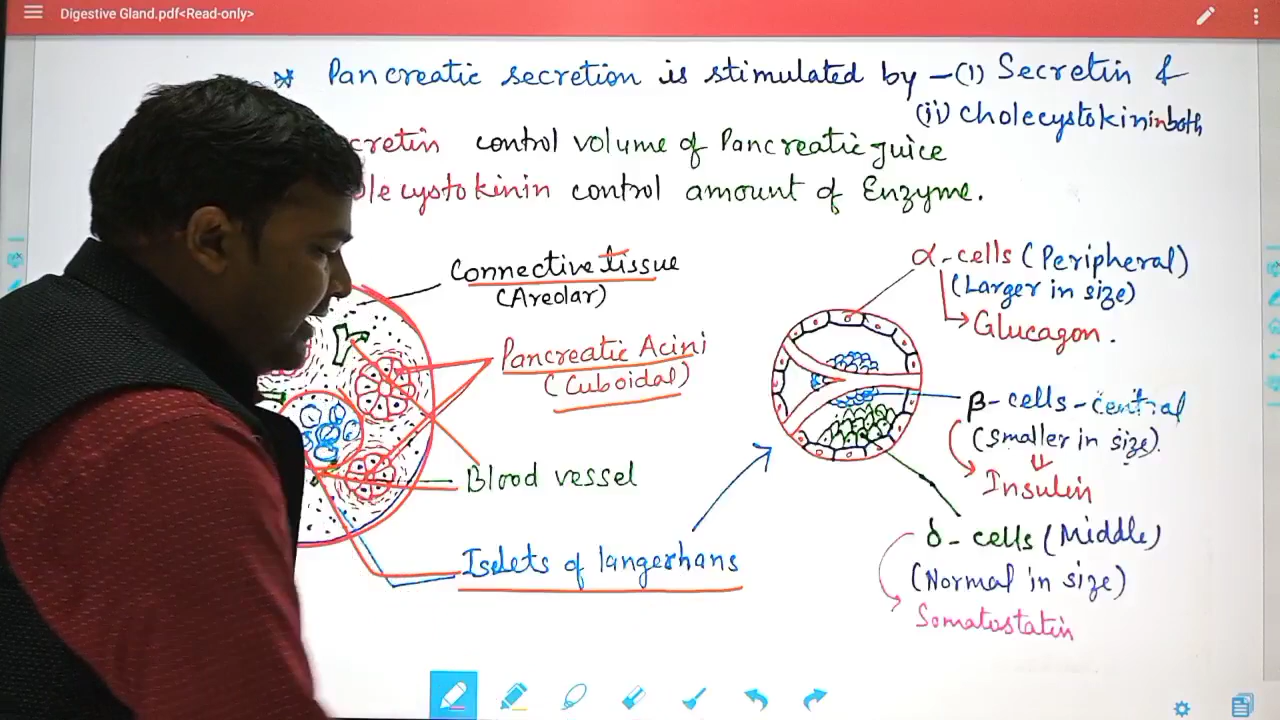 Digestive Gland.pdf<Read-only>
Pancreatic secretion is stimulated by -(i) Secretin &
(ii) Cholecystokinin both
cretin control volume of Pancreatic juice
ole cystokinin control amount of Enzyme.
Connective tissue
(Areolar)
Pancreatic Acini
(Cuboidal)
Blood vessel
Islets of langerhans
α-cells (Peripheral)
(Larger in size)
Glucagon.
β-cells-central
(Smaller in size).
Insulin
δ-cells (Middle)
(Normal in size)
Somatostatin